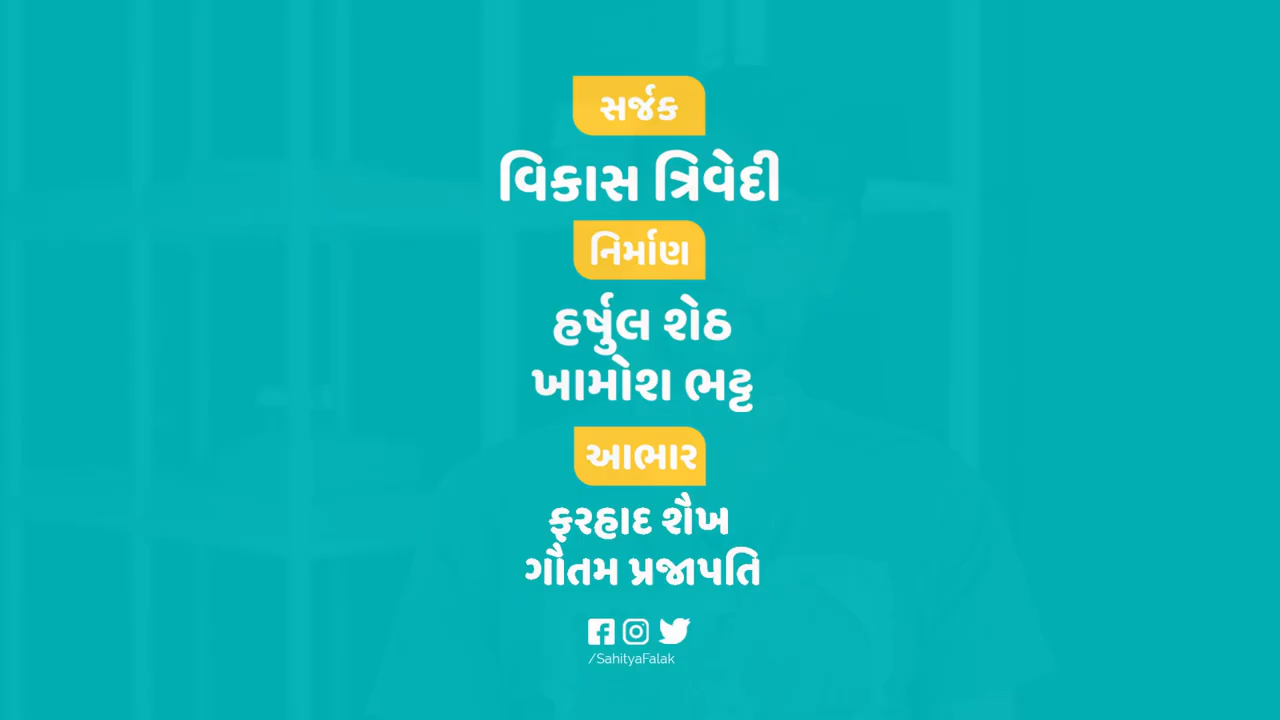 સર્જક
વિકાસ ત્રિવેદી
નિર્માણ
હર્ષુલ શેઠ
ખામોશ ભટ્ટ
આભાર
ફરહાદ શૈખ
ગૌતમ પ્રજાપતિ
/SahityaFalak